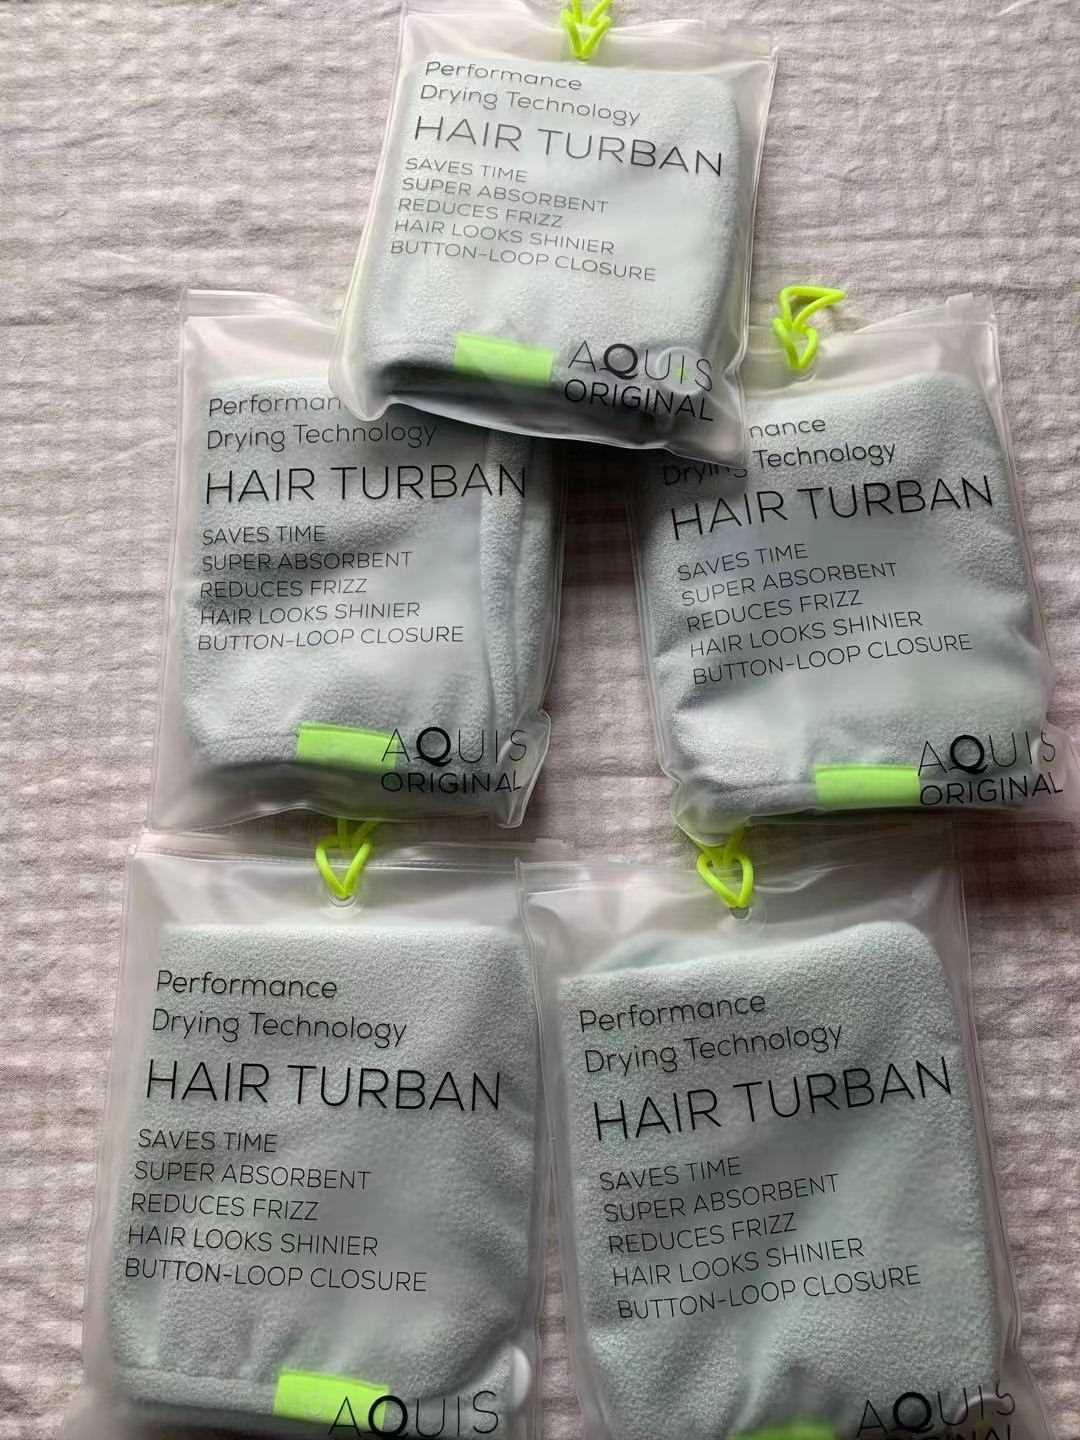 Performance
Drying Technology
HAIR TURBAN
SAVES TIME
SUPER ABSORBENT
REDUCES FRIZZ
HAIR LOOKS SHINIER
BUTTON-LOOP CLOSURE
AQUIS
ORIGINAL
Performan
Drying Technology
HAIR TURBAN
SAVES TIME
SUPER ABSORBENT
REDUCES FRIZZ
HAIR LOOKS SHINIER
BUTTON-LOOP CLOSURE
AQUIS
ORIGINAL
mance
Drying Technology
HAIR TURBAN
SAVES TIME
SUPER ABSORBENT
REDUCES FRIZZ
HAIR LOOKS SHINIER
BUTTON-LOOP CLOSURE
AQUIS
ORIGINAL
Performance
Drying Technology
HAIR TURBAN
SAVES TIME
SUPER ABSORBENT
REDUCES FRIZZ
HAIR LOOKS SHINIER
BUTTON-LOOP CLOSURE
AQUIS
Performance
Drying Technology
HAIR TURBAN
SAVES TIME
SUPER ABSORBENT
REDUCES FRIZZ
HAIR LOOKS SHINIER
BUTTON-LOOP CLOSURE
AQUIS